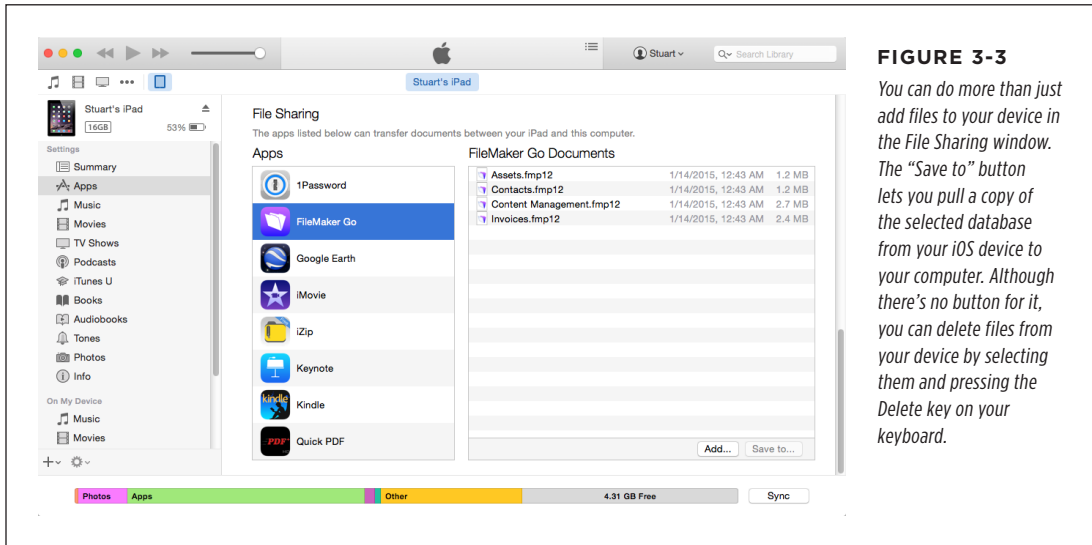 Stuart
Search Library
Stuart's iPad
Stuart's iPad
16GB
53%
Settings
Summary
Apps
Music
Movies
TV Shows
Podcasts
iTunes U
Books
Audiobooks
Tones
Photos
Info
On My Device
Music
Movies
File Sharing
The apps listed below can transfer documents between your iPad and this computer.
Apps
1Password
FileMaker Go
Google Earth
iMovie
iZip
Keynote
kindle
Kindle
PDF
Quick PDF
FileMaker Go Documents
Assets.fmp12 1/14/2015, 12:43 AM 1.2 MB
Contacts.fmp12 1/14/2015, 12:43 AM 1.2 MB
Content Management.fmp12 1/14/2015, 12:43 AM 2.7 MB
Invoices.fmp12 1/14/2015, 12:43 AM 2.4 MB
Add... Save to...
Photos Apps Other 4.31 GB Free Sync
FIGURE 3-3
You can do more than just
add files to your device in
the File Sharing window.
The “Save to” button
lets you pull a copy of
the selected database
from your iOS device to
your computer. Although
there’s no button for it,
you can delete files from
your device by selecting
them and pressing the
Delete key on your
keyboard.